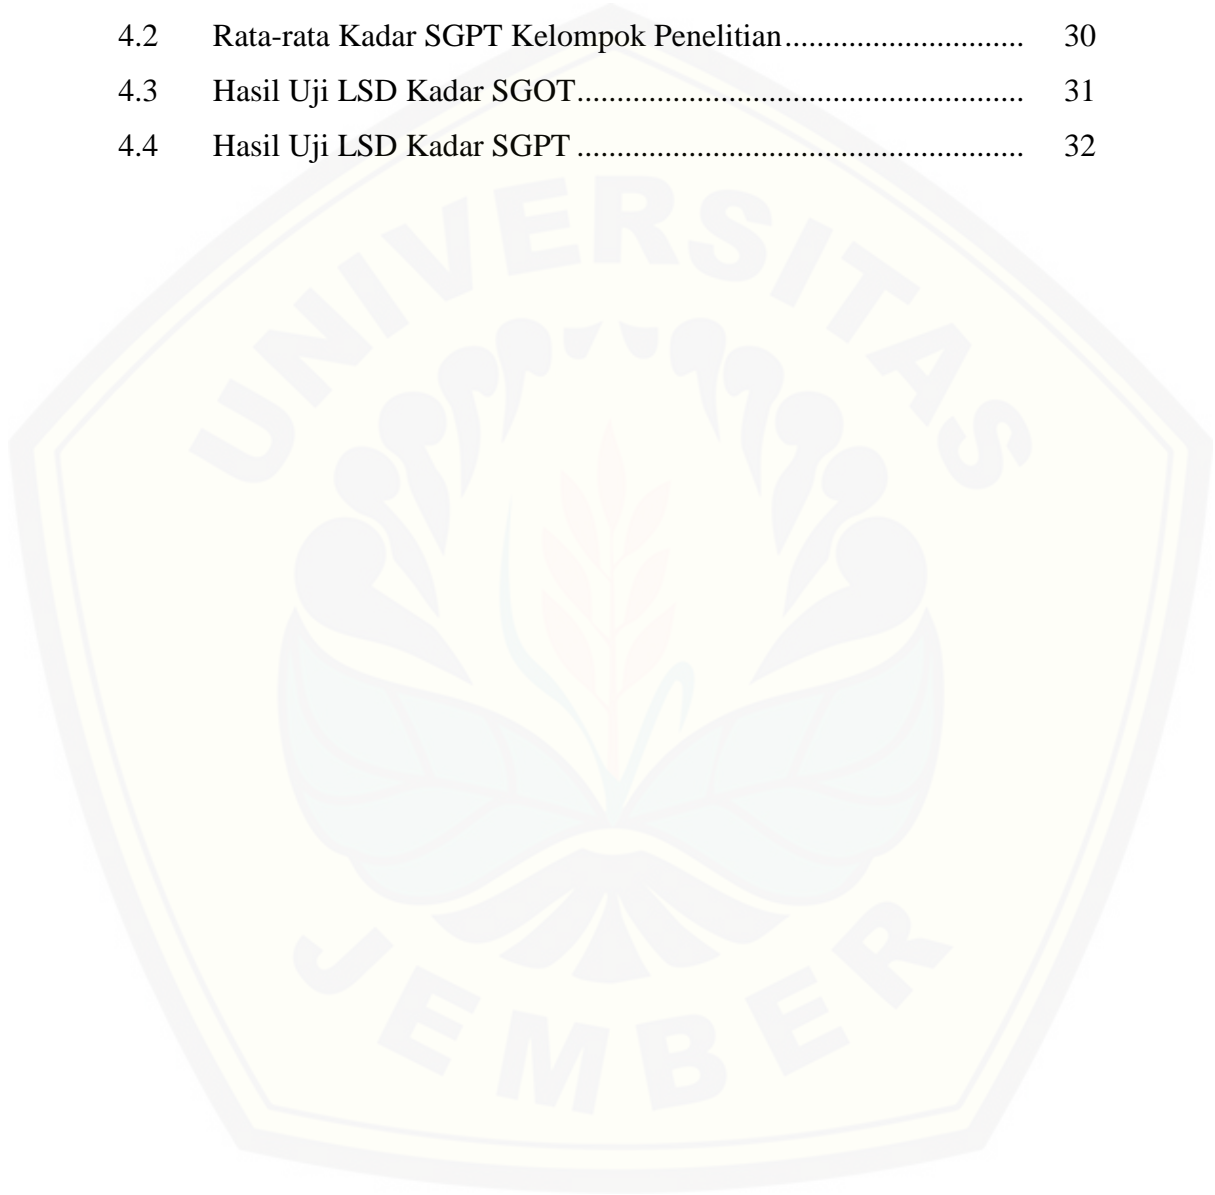 4.2 Rata-rata Kadar SGPT Kelompok Penelitian.............................. 30
4.3 Hasil Uji LSD Kadar SGOT....................................................... 31
4.4 Hasil Uji LSD Kadar SGPT ....................................................... 32
UNIVERSITAS
JEMBER